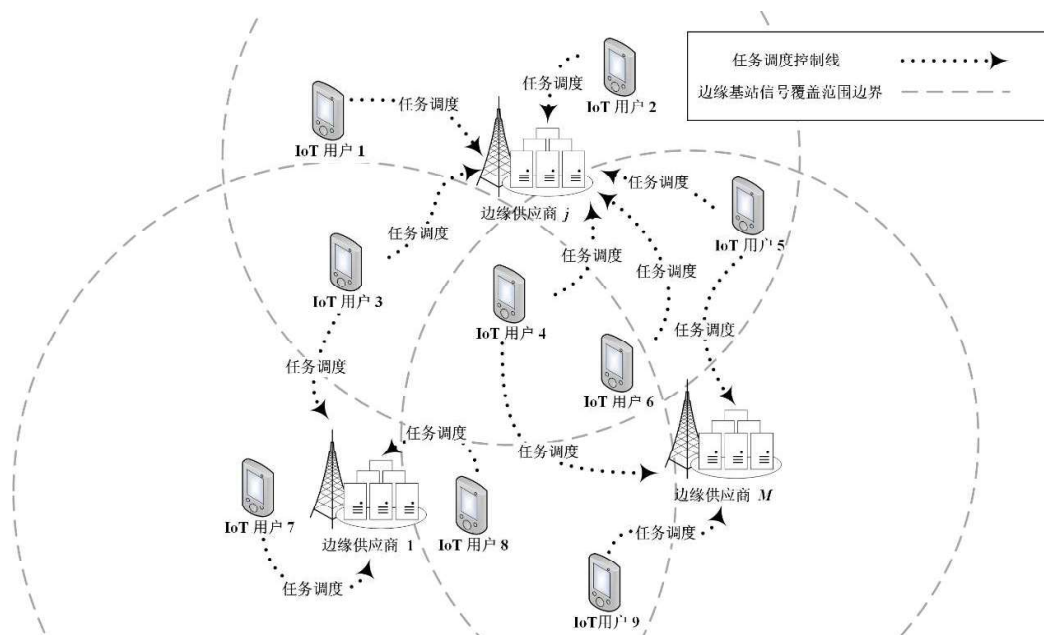 任务调度控制线
边缘基站信号覆盖范围边界
任务调度
IoT 用户 2
任务调度
IoT 用户 1
任务调度
边缘供应商 j
IoT 用户 5
任务调度
IoT 用户 3
任务调度
任务调度
IoT 用户 4
任务调度
任务调度
IoT 用户 6
任务调度
任务调度
边缘供应商 M
IoT 用户 7
边缘供应商 1
IoT 用户 8
任务调度
任务调度
IoT用户 9